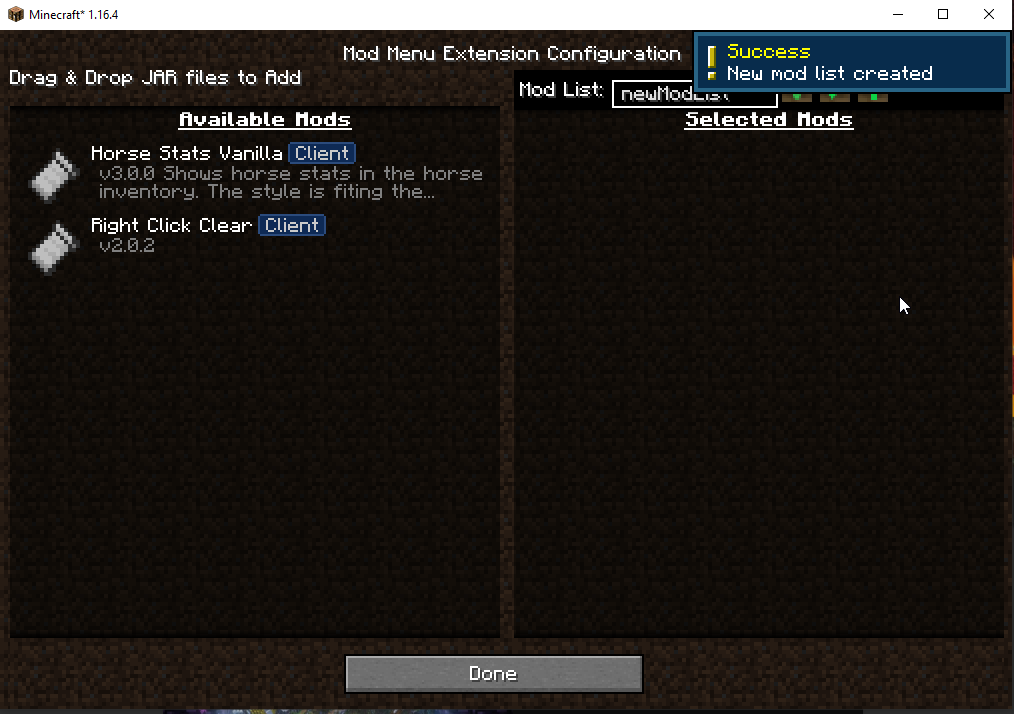 Minecraft* 1.16.4
Mod Menu Extension Configuration
Success
New mod list created
Drag & Drop JAR files to Add
Mod List:
newModList
Available Mods
Selected Mods
Horse Stats Vanilla Client
v3.0.0 Shows horse stats in the horse
inventory. The style is fiting the...
Right Click Clear Client
v2.0.2
Done